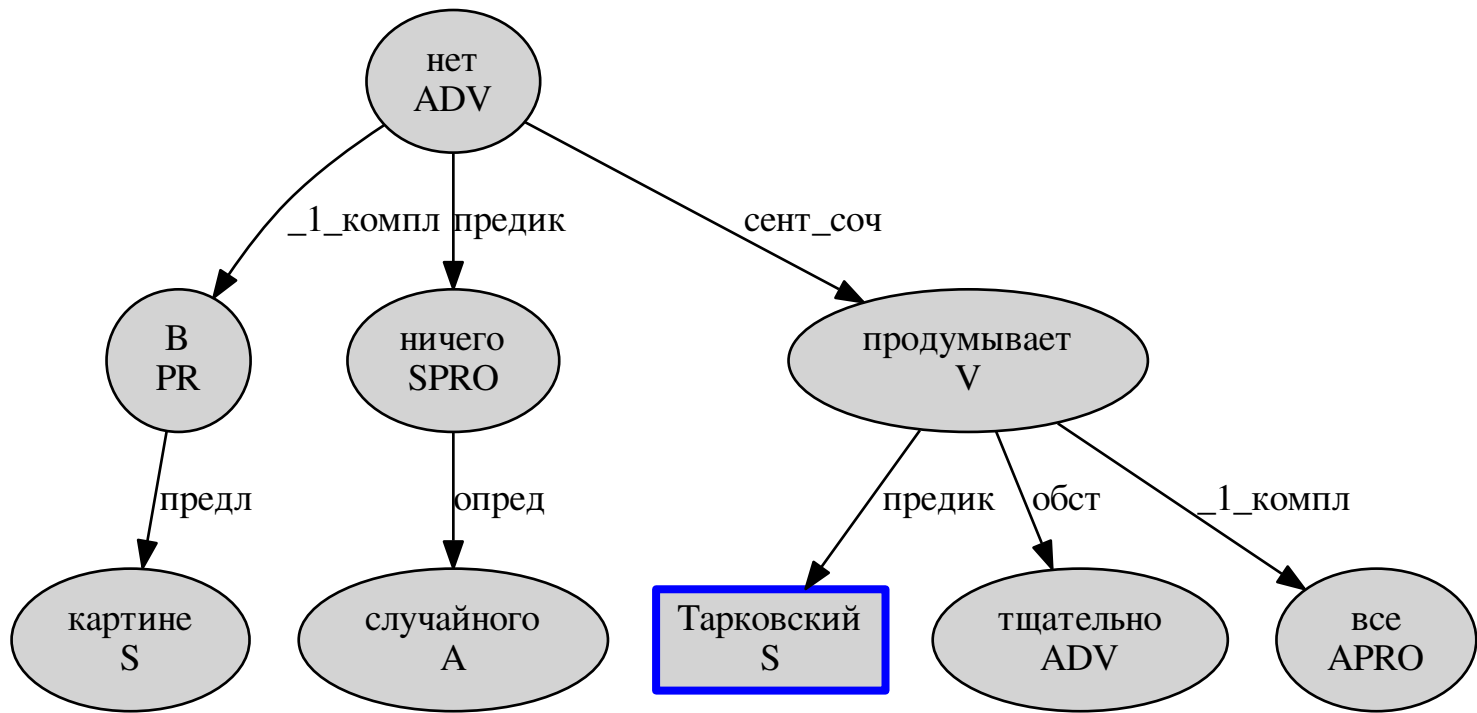 нет
ADV
_1_компл предик сент_соч
В ничего продумывает
PR SPRO V
предл опред предик обст _1_компл
картине случайного Тарковский тщательно все
S A S ADV APRO